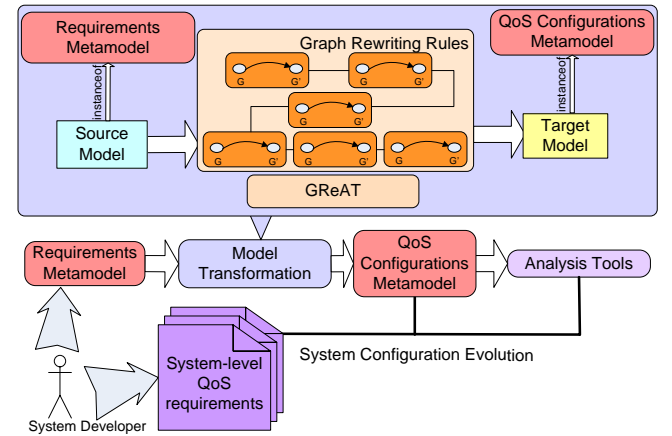 Requirements
Metamodel
Graph Rewriting Rules
QoS Configurations
Metamodel
instanceof
instanceof
G
G'
G
G'
G
G'
G
G'
G
G'
G
G'
Source
Model
Target
Model
GReAT
Requirements
Metamodel
Model
Transformation
QoS
Configurations
Metamodel
Analysis Tools
System-level
QoS
requirements
System Configuration Evolution
System Developer